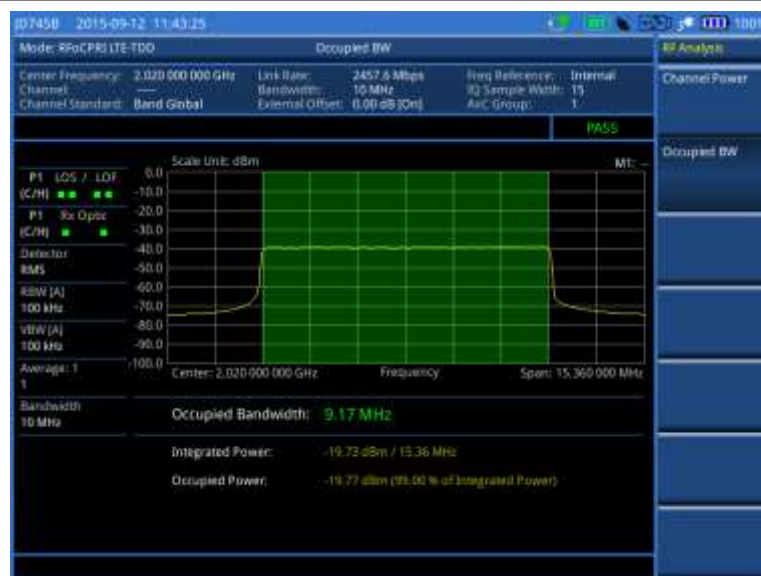 JD745B 2015-09-12 11:43:25
Mode: RFoCPRI LTE-TDD Occupied BW
RF Analysis
Center Frequency: 2.020 000 000 GHz Link Rate: 2457.6 Mbps Freq Reference: Internal
Channel: ---- Bandwidth: 10 MHz IQ Sample Width: 15
Channel Standard: Band Global External Offset: 0.00 dB [On] AxC Group: 1
Channel Power
PASS
Occupied BW
Scale Unit: dBm M1: --
P1 LOS / LOF
(C/H)
P1 Rx Optic
(C/H)
Detector
RMS
RBW [A]
100 kHz
VBW [A]
100 kHz
Average: 1
1
Bandwidth
10 MHz
0.0
-10.0
-20.0
-30.0
-40.0
-50.0
-60.0
-70.0
-80.0
-90.0
-100.0
Center: 2.020 000 000 GHz Frequency Span: 15.360 000 MHz
Occupied Bandwidth: 9.17 MHz
Integrated Power: -19.73 dBm / 15.36 MHz
Occupied Power: -19.77 dBm (99.00 % of Integrated Power)